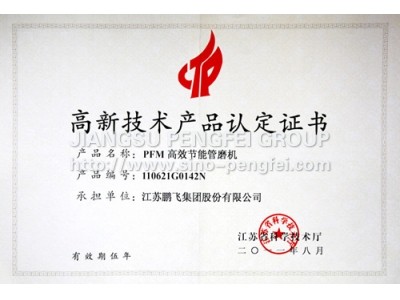 高新技术产品认定证书
JIANGSU PENGFEI GROUP
产品名称：PFM 高效节能管磨机
http://www.sino-pengfei.com
产品编号：110621G0142N
承担单位：江苏鹏飞集团股份有限公司
江苏省科学技术厅
有效期伍年
二〇一一年八月